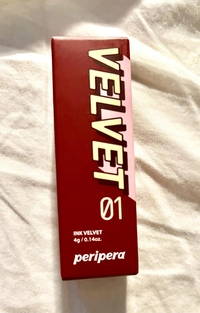 VELVET
01
INK VELVET
4g / 0.14oz.
peripera